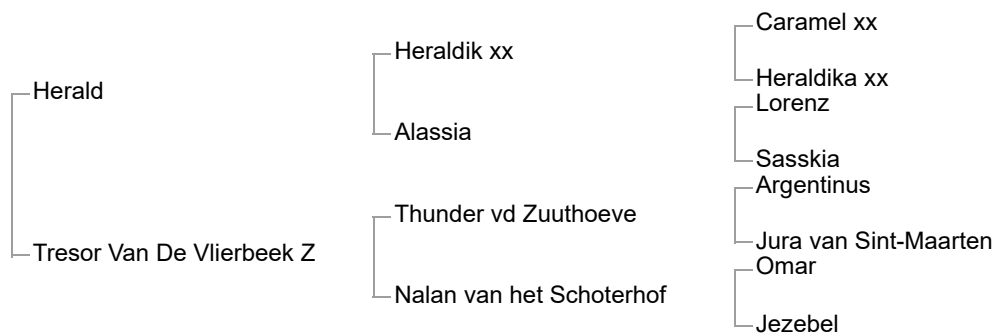 Caramel xx
Heraldik xx
Heraldika xx
Herald
Lorenz
Alassia
Sasskia
Argentinus
Thunder vd Zuuthoeve
Jura van Sint-Maarten
Tresor Van De Vlierbeek Z
Omar
Nalan van het Schoterhof
Jezebel